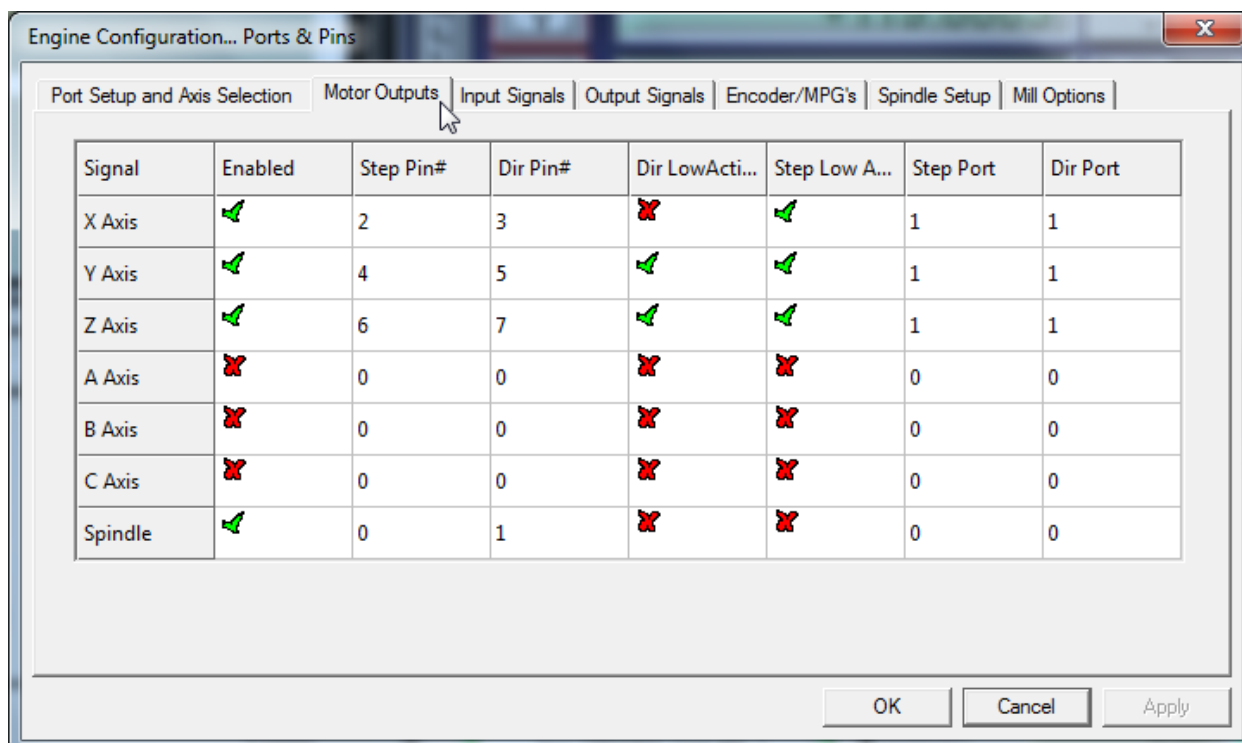 Engine Configuration... Ports & Pins
Port Setup and Axis Selection Motor Outputs Input Signals Output Signals Encoder/MPG's Spindle Setup Mill Options
Signal Enabled Step Pin# Dir Pin# Dir LowActi... Step Low A... Step Port Dir Port
X Axis 2 3 1 1
Y Axis 4 5 1 1
Z Axis 6 7 1 1
A Axis 0 0 0 0
B Axis 0 0 0 0
C Axis 0 0 0 0
Spindle 0 1 0 0
OK Cancel Apply